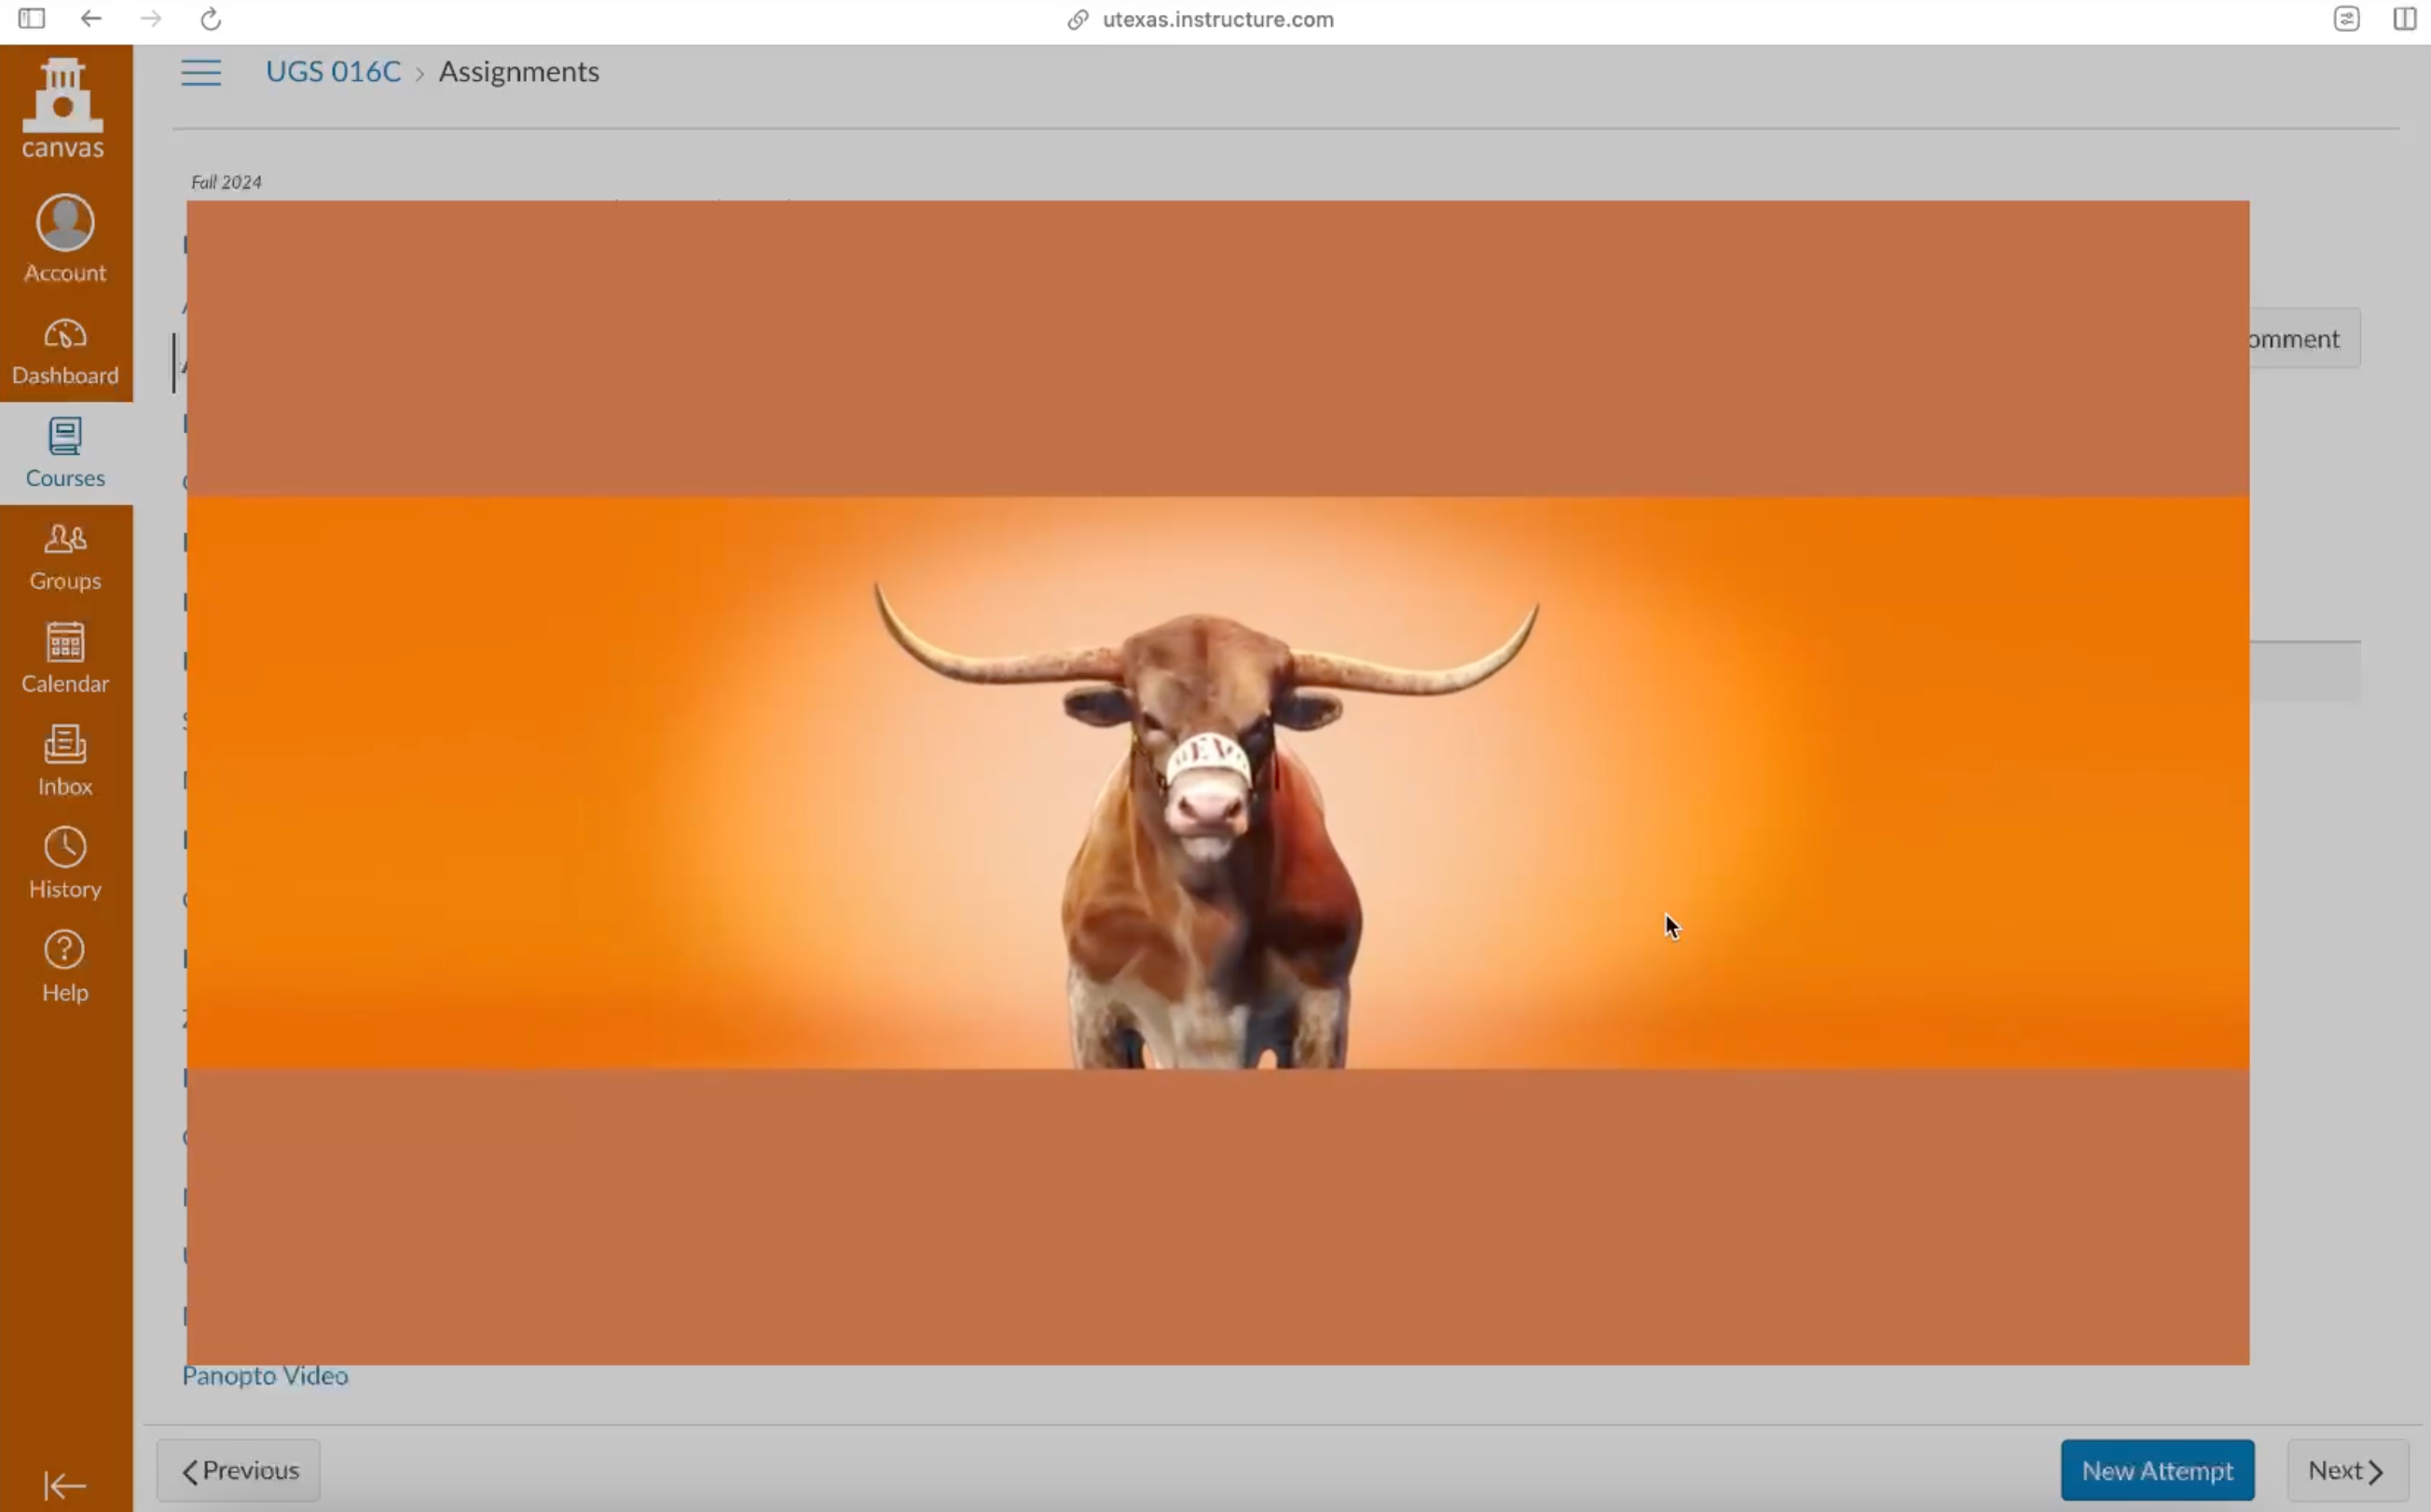 utexas.instructure.com
UGS 016C › Assignments
canvas
Fall 2024
Account
omment
Dashboard
Courses
Groups
Calendar
Inbox
History
Help
Panopto Video
Previous
New Attempt
Next